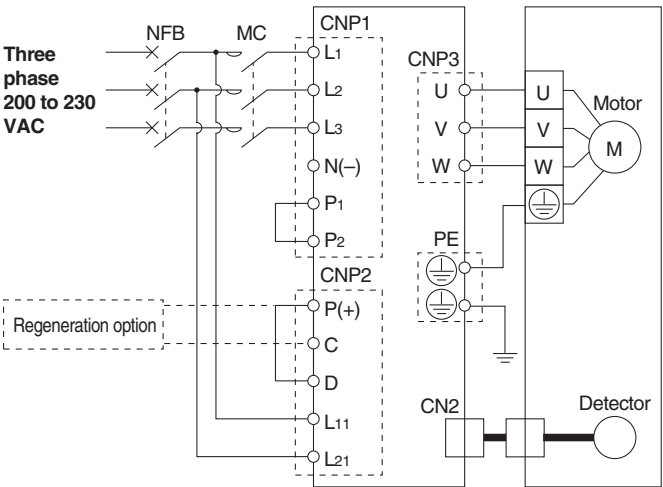 Three
phase
200 to 230
VAC
NFB
MC
CNP1
L1
L2
L3
N(–)
P1
P2
CNP2
P(+)
C
D
L11
L21
Regeneration option
CNP3
U
V
W
PE
CN2
U
V
W
Motor
M
Detector